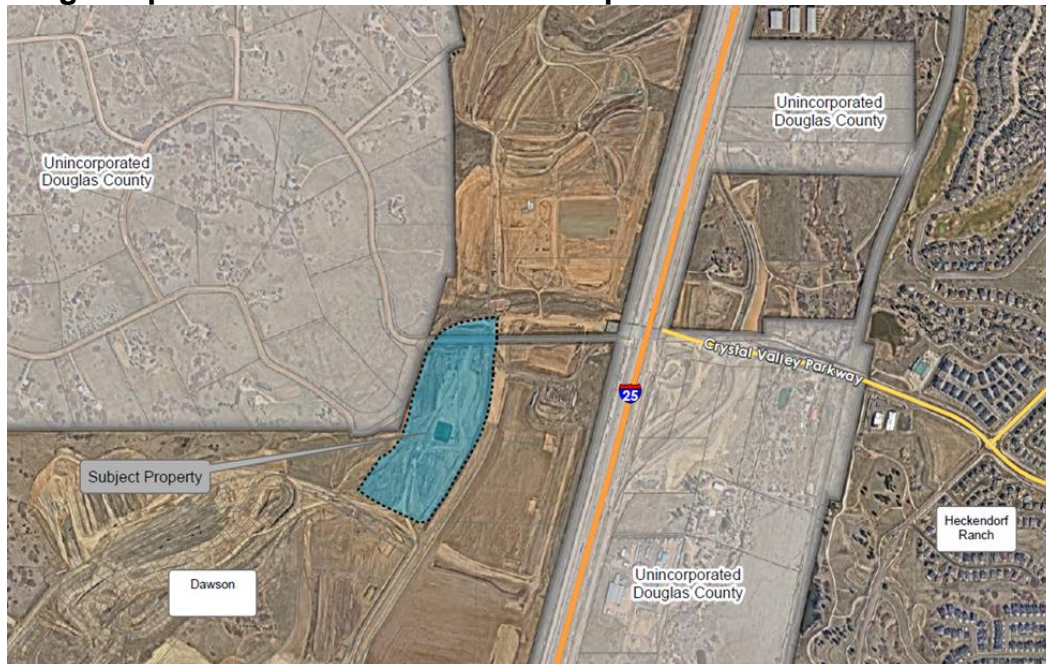 Unincorporated
Douglas County
Unincorporated
Douglas County
Crystal Valley Parkway
25
Subject Property
Heckendorf
Ranch
Dawson
Unincorporated
Douglas County